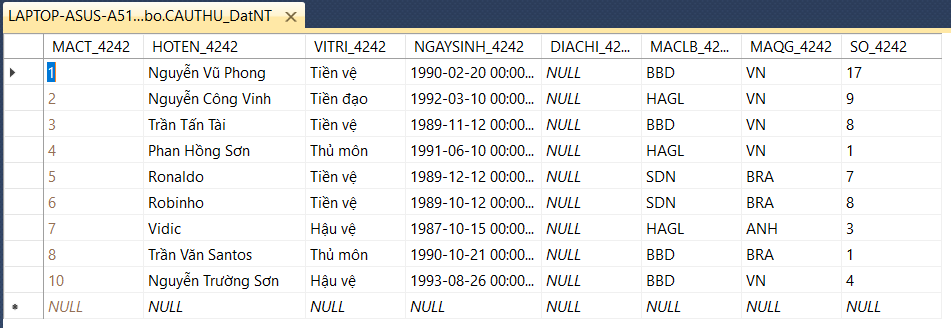 LAPTOP-ASUS-A51...bo.CAUTHU_DatNT
MACT_4242 HOTEN_4242 VITRI_4242 NGAYSINH_4242 DIACHI_42... MACLB_42... MAQG_4242 SO_4242
1 Nguyễn Vũ Phong Tiền vệ 1990-02-20 00:00... NULL BBD VN 17
2 Nguyễn Công Vinh Tiền đạo 1992-03-10 00:00... NULL HAGL VN 9
3 Trần Tấn Tài Tiền vệ 1989-11-12 00:00... NULL BBD VN 8
4 Phan Hồng Sơn Thủ môn 1991-06-10 00:00... NULL HAGL VN 1
5 Ronaldo Tiền vệ 1989-12-12 00:00... NULL SDN BRA 7
6 Robinho Tiền vệ 1989-10-12 00:00... NULL SDN BRA 8
7 Vidic Hậu vệ 1987-10-15 00:00... NULL HAGL ANH 3
8 Trần Văn Santos Thủ môn 1990-10-21 00:00... NULL BBD BRA 1
10 Nguyễn Trường Sơn Hậu vệ 1993-08-26 00:00... NULL BBD VN 4
NULL NULL NULL NULL NULL NULL NULL NULL